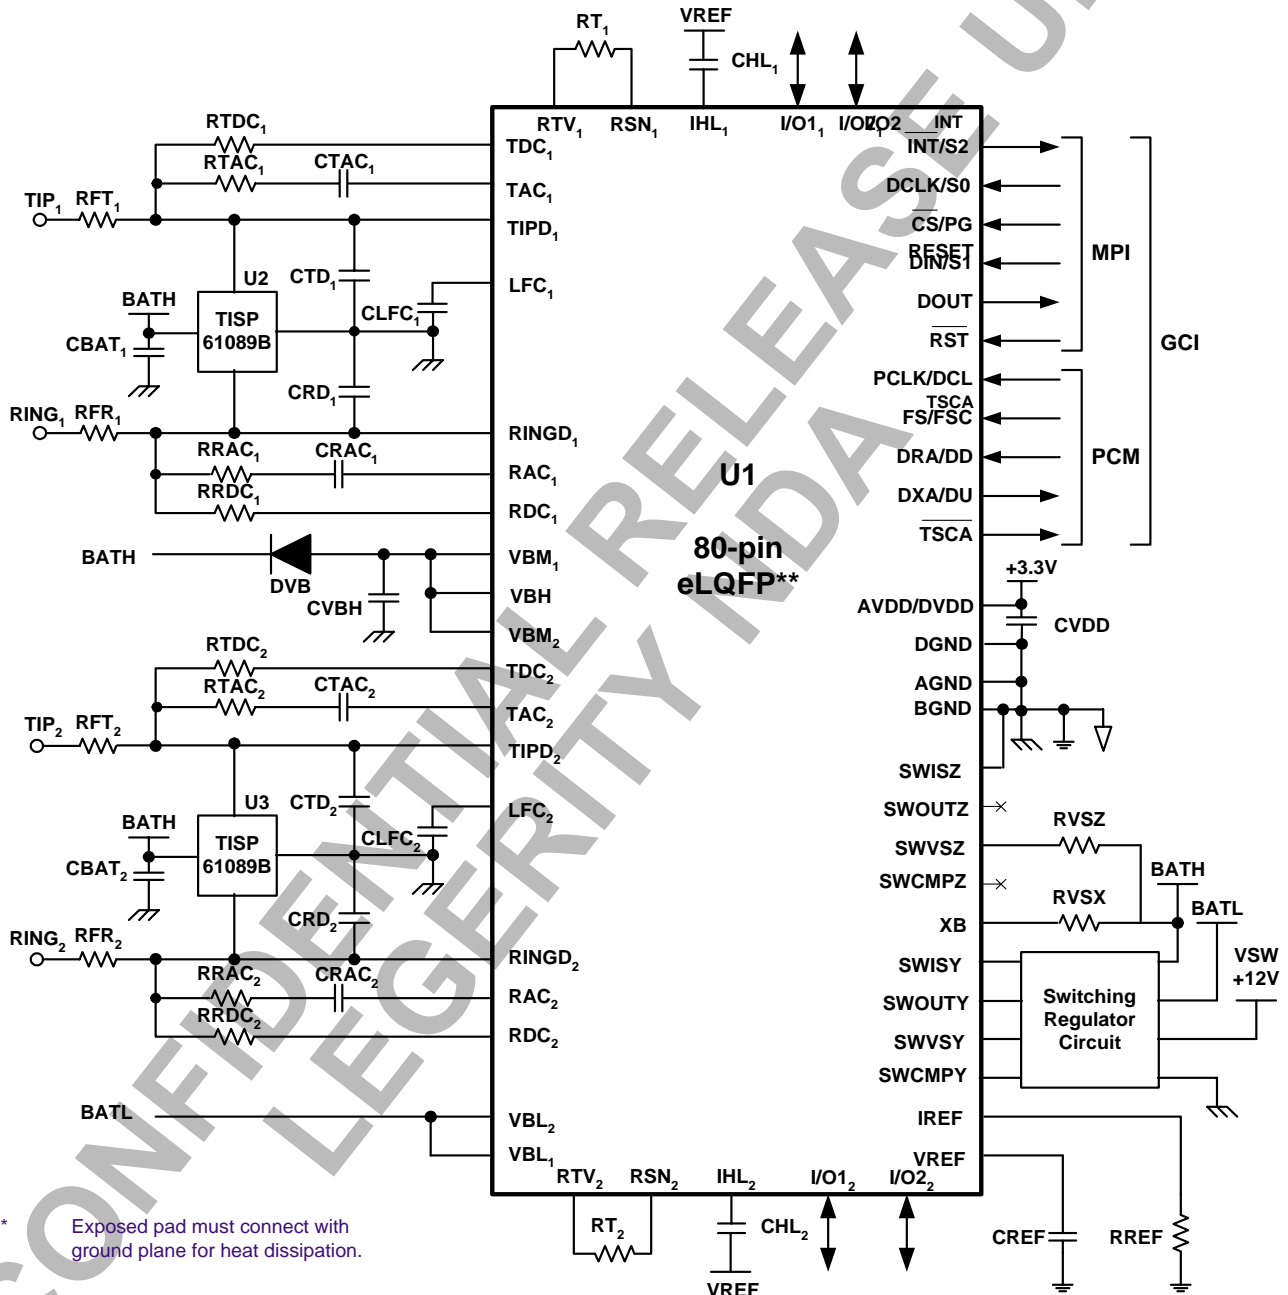 RT1
VREF
CHL1
RTV1 RSN1 IHL1 I/O11 I/O21 I/O2 INT
RTDC1
TDC1
INT/S2
RTAC1 CTAC1
TAC1
DCLK/S0
TIP1 RFT1
TIPD1
CS/PG
RESET
DIN/S1
MPI
U2
CTD1
LFC1
DOUT
BATH
TISP
61089B
CLFC1
RST
CBAT1
GCI
CRD1
PCLK/DCL
TSCA
FS/FSC
RING1 RFR1
RINGD1
RRAC1 CRAC1
RAC1
DRA/DD
PCM
RRDC1
RDC1
DXA/DU
U1
TSCA
80-pin
eLQFP**
BATH
DVB
VBM1
CVBH
VBH
VBM2
+3.3V
AVDD/DVDD
CVDD
DGND
AGND
BGND
RTDC2
TDC2
RTAC2 CTAC2
TAC2
TIP2 RFT2
TIPD2
SWISZ
U3
CTD2
LFC2
SWOUTZ
BATH
TISP
61089B
CLFC2
SWVSZ
RVSZ
CBAT2
SWCMPZ
BATH
CRD2
XB
RVSX
BATL
RING2 RFR2
RINGD2
SWISY
VSW
+12V
RRAC2 CRAC2
RAC2
SWOUTY
Switching
Regulator
Circuit
RRDC2
RDC2
SWVSY
SWCMPY
BATL
VBL2
IREF
VBL1
VREF
RTV2 RSN2 IHL2 I/O12 I/O22
RT2
CHL2
VREF
CREF
RREF
* Exposed pad must connect with
ground plane for heat dissipation.
CONFIDENTIAL RELEASE U
LEGERITY NDA